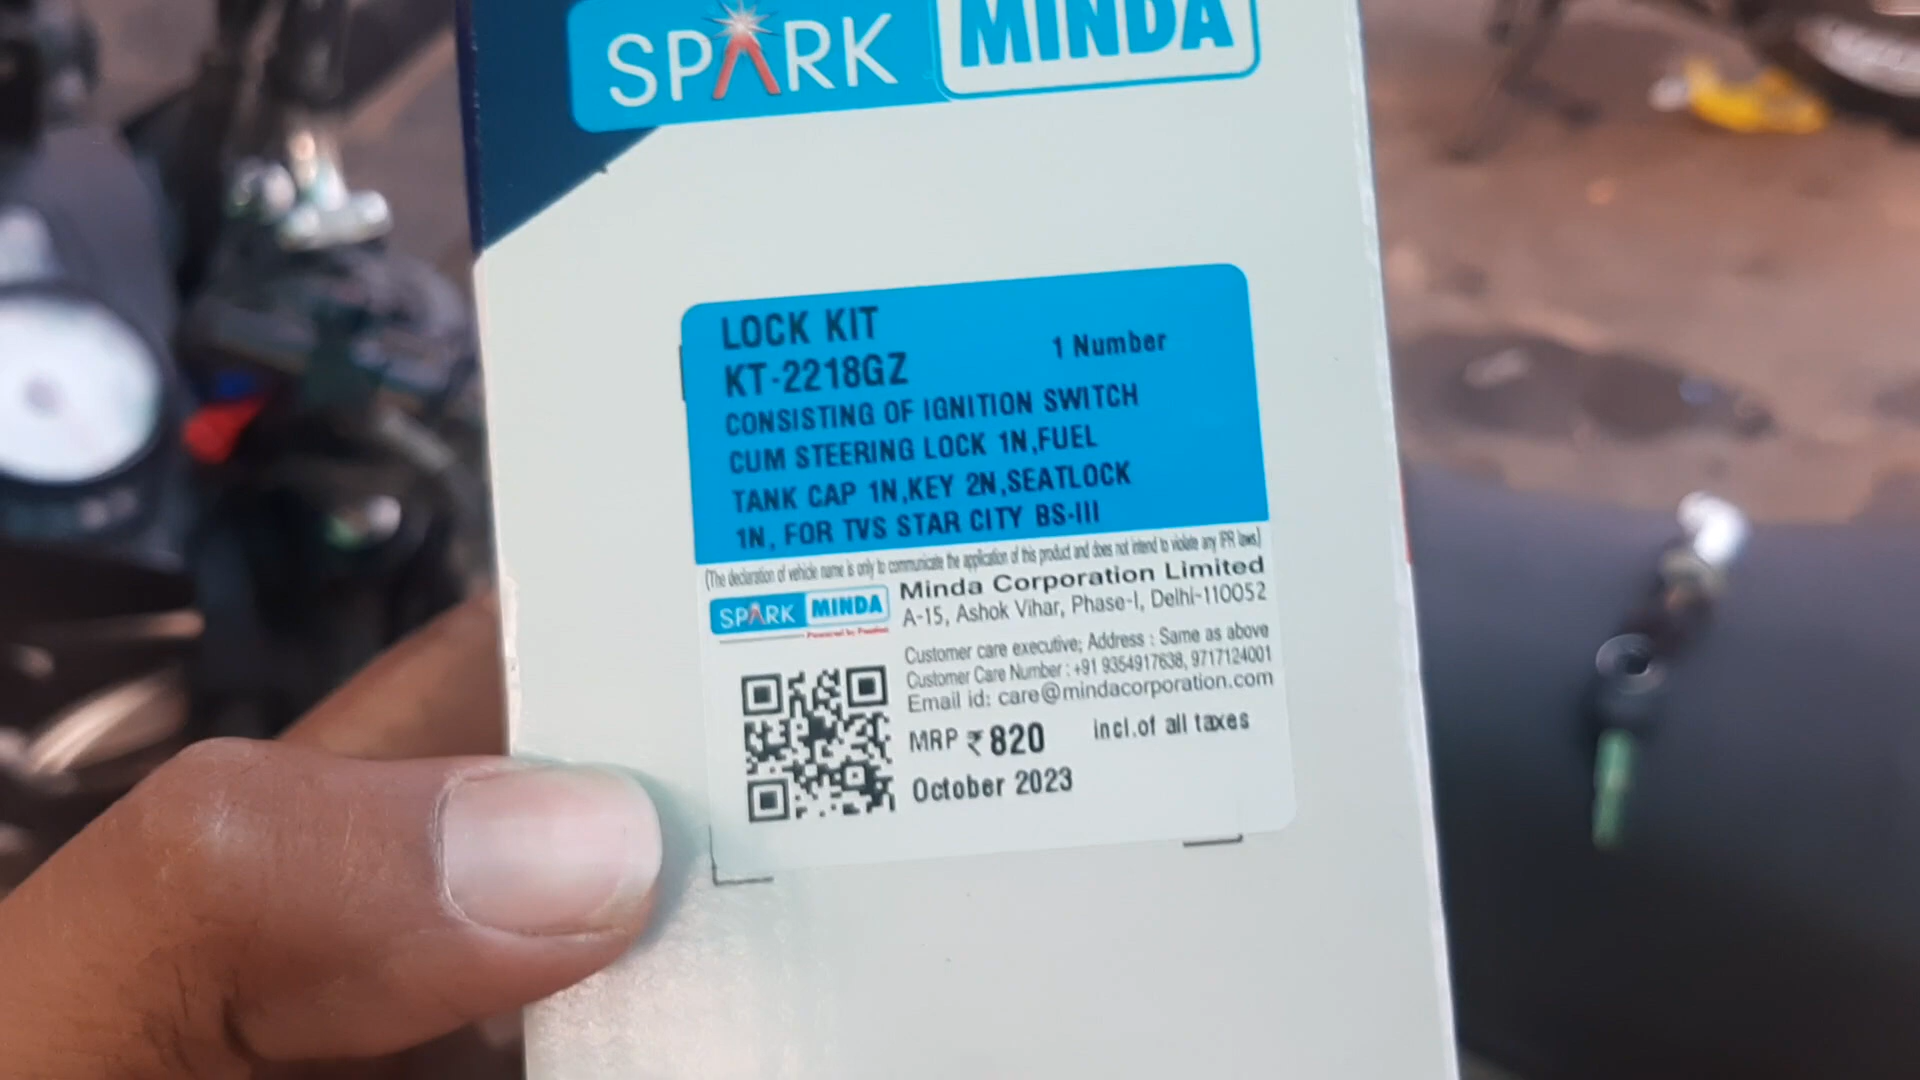 SPARK MINDA
LOCK KIT
KT-2218GZ 1 Number
CONSISTING OF IGNITION SWITCH
CUM STEERING LOCK 1N,FUEL
TANK CAP 1N,KEY 2N,SEATLOCK
1N, FOR TVS STAR CITY BS-III
(The declaration of vehicle name is only to communicate the application of this product and does not intend to violate any IPR laws)
SPARK MINDA
Powered by Passion
Minda Corporation Limited
A-15, Ashok Vihar, Phase-I, Delhi-110052
Customer care executive; Address : Same as above
Customer Care Number : +91 9354917638, 9717124001
Email id: care@mindacorporation.com
MRP ₹ 820 incl.of all taxes
October 2023